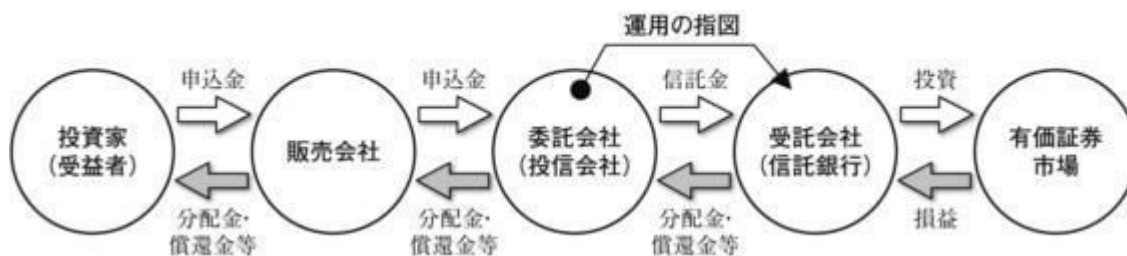 運用の指図
申込金
申込金
信託金
投資
投資家
(受益者)
販売会社
委託会社
(投信会社)
受託会社
(信託銀行)
有価証券
市場
分配金・
償還金等
分配金・
償還金等
分配金・
償還金等
損益